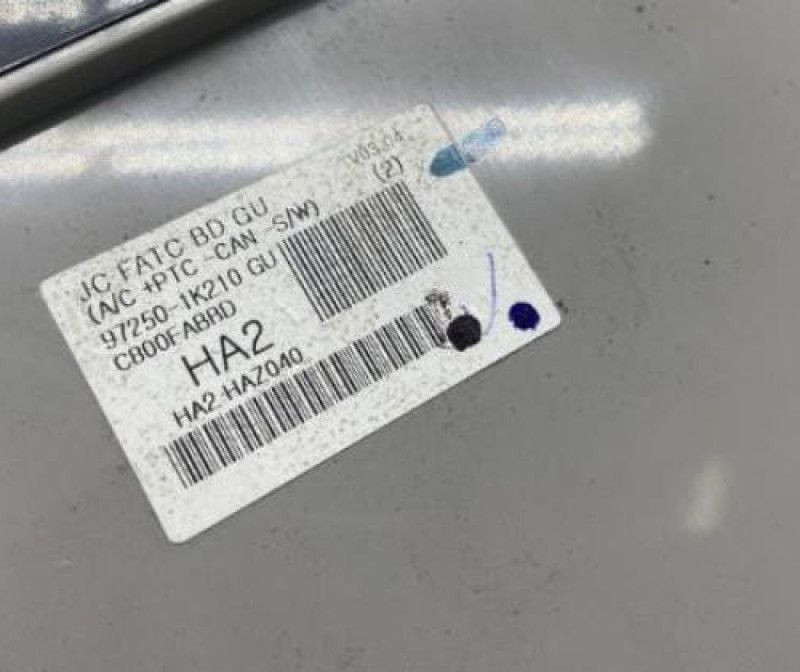 V03.04
(2)
JC FATC BD GU
(A/C +PTC -CAN -S/W)
97250-1K210 GU
C800FABBD
HA2
HA2 HAZ040